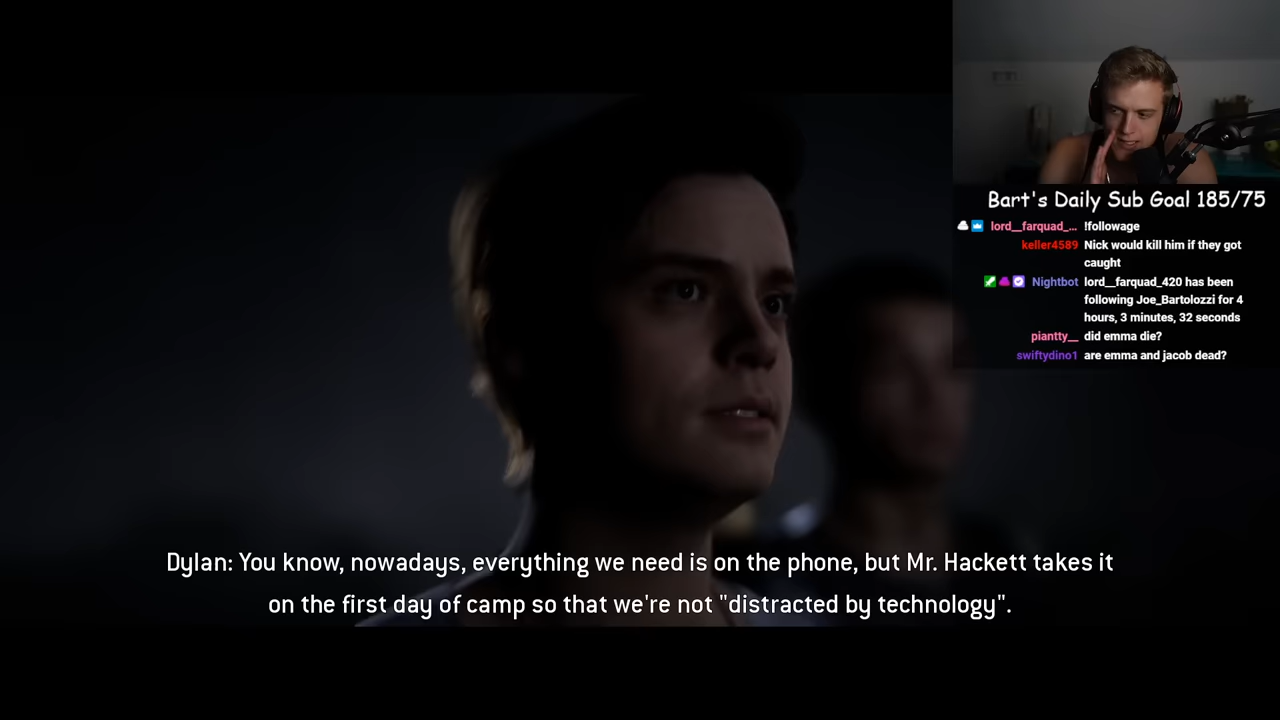 Bart's Daily Sub Goal 185/75
lord__farquad_... !followage
keller4589 Nick would kill him if they got
caught
Nightbot lord__farquad_420 has been
following Joe_Bartolozzi for 4
hours, 3 minutes, 32 seconds
piantty__ did emma die?
swiftydino1 are emma and jacob dead?
Dylan: You know, nowadays, everything we need is on the phone, but Mr. Hackett takes it
on the first day of camp so that we're not "distracted by technology".